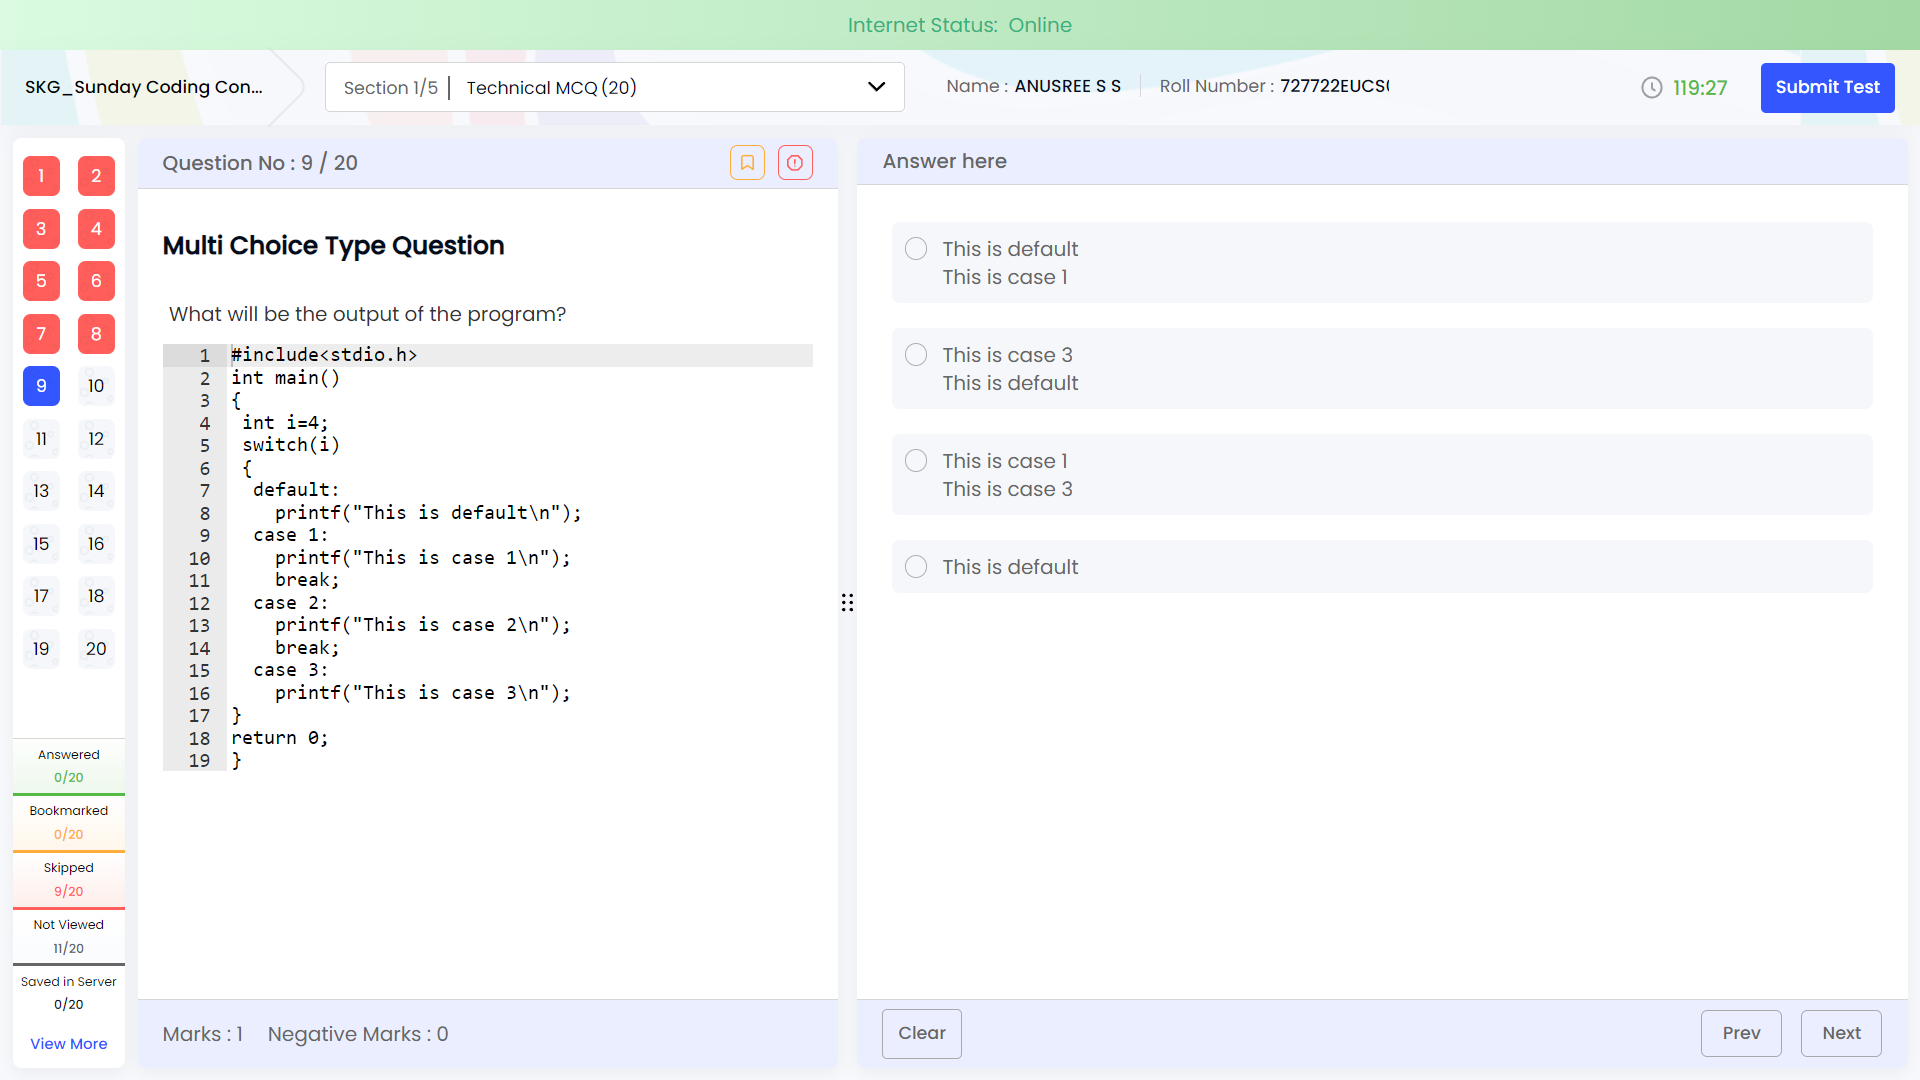 Internet Status: Online
SKG_Sunday Coding Con...
Section 1/5 | Technical MCQ (20)
Name : ANUSREE S S
Roll Number : 727722EUCS
119:27
Submit Test
1 2
3 4
5 6
7 8
9 10
11 12
13 14
15 16
17 18
19 20
Answered
0/20
Bookmarked
0/20
Skipped
9/20
Not Viewed
11/20
Saved in Server
0/20
View More
Question No : 9 / 20
Multi Choice Type Question
What will be the output of the program?
1 #include<stdio.h>
2 int main()
3 {
4 int i=4;
5 switch(i)
6 {
7 default:
8 printf("This is default\n");
9 case 1:
10 printf("This is case 1\n");
11 break;
12 case 2:
13 printf("This is case 2\n");
14 break;
15 case 3:
16 printf("This is case 3\n");
17 }
18 return 0;
19 }
Marks : 1 Negative Marks : 0
Answer here
This is default
This is case 1
This is case 3
This is default
This is case 1
This is case 3
This is default
Clear
Prev
Next